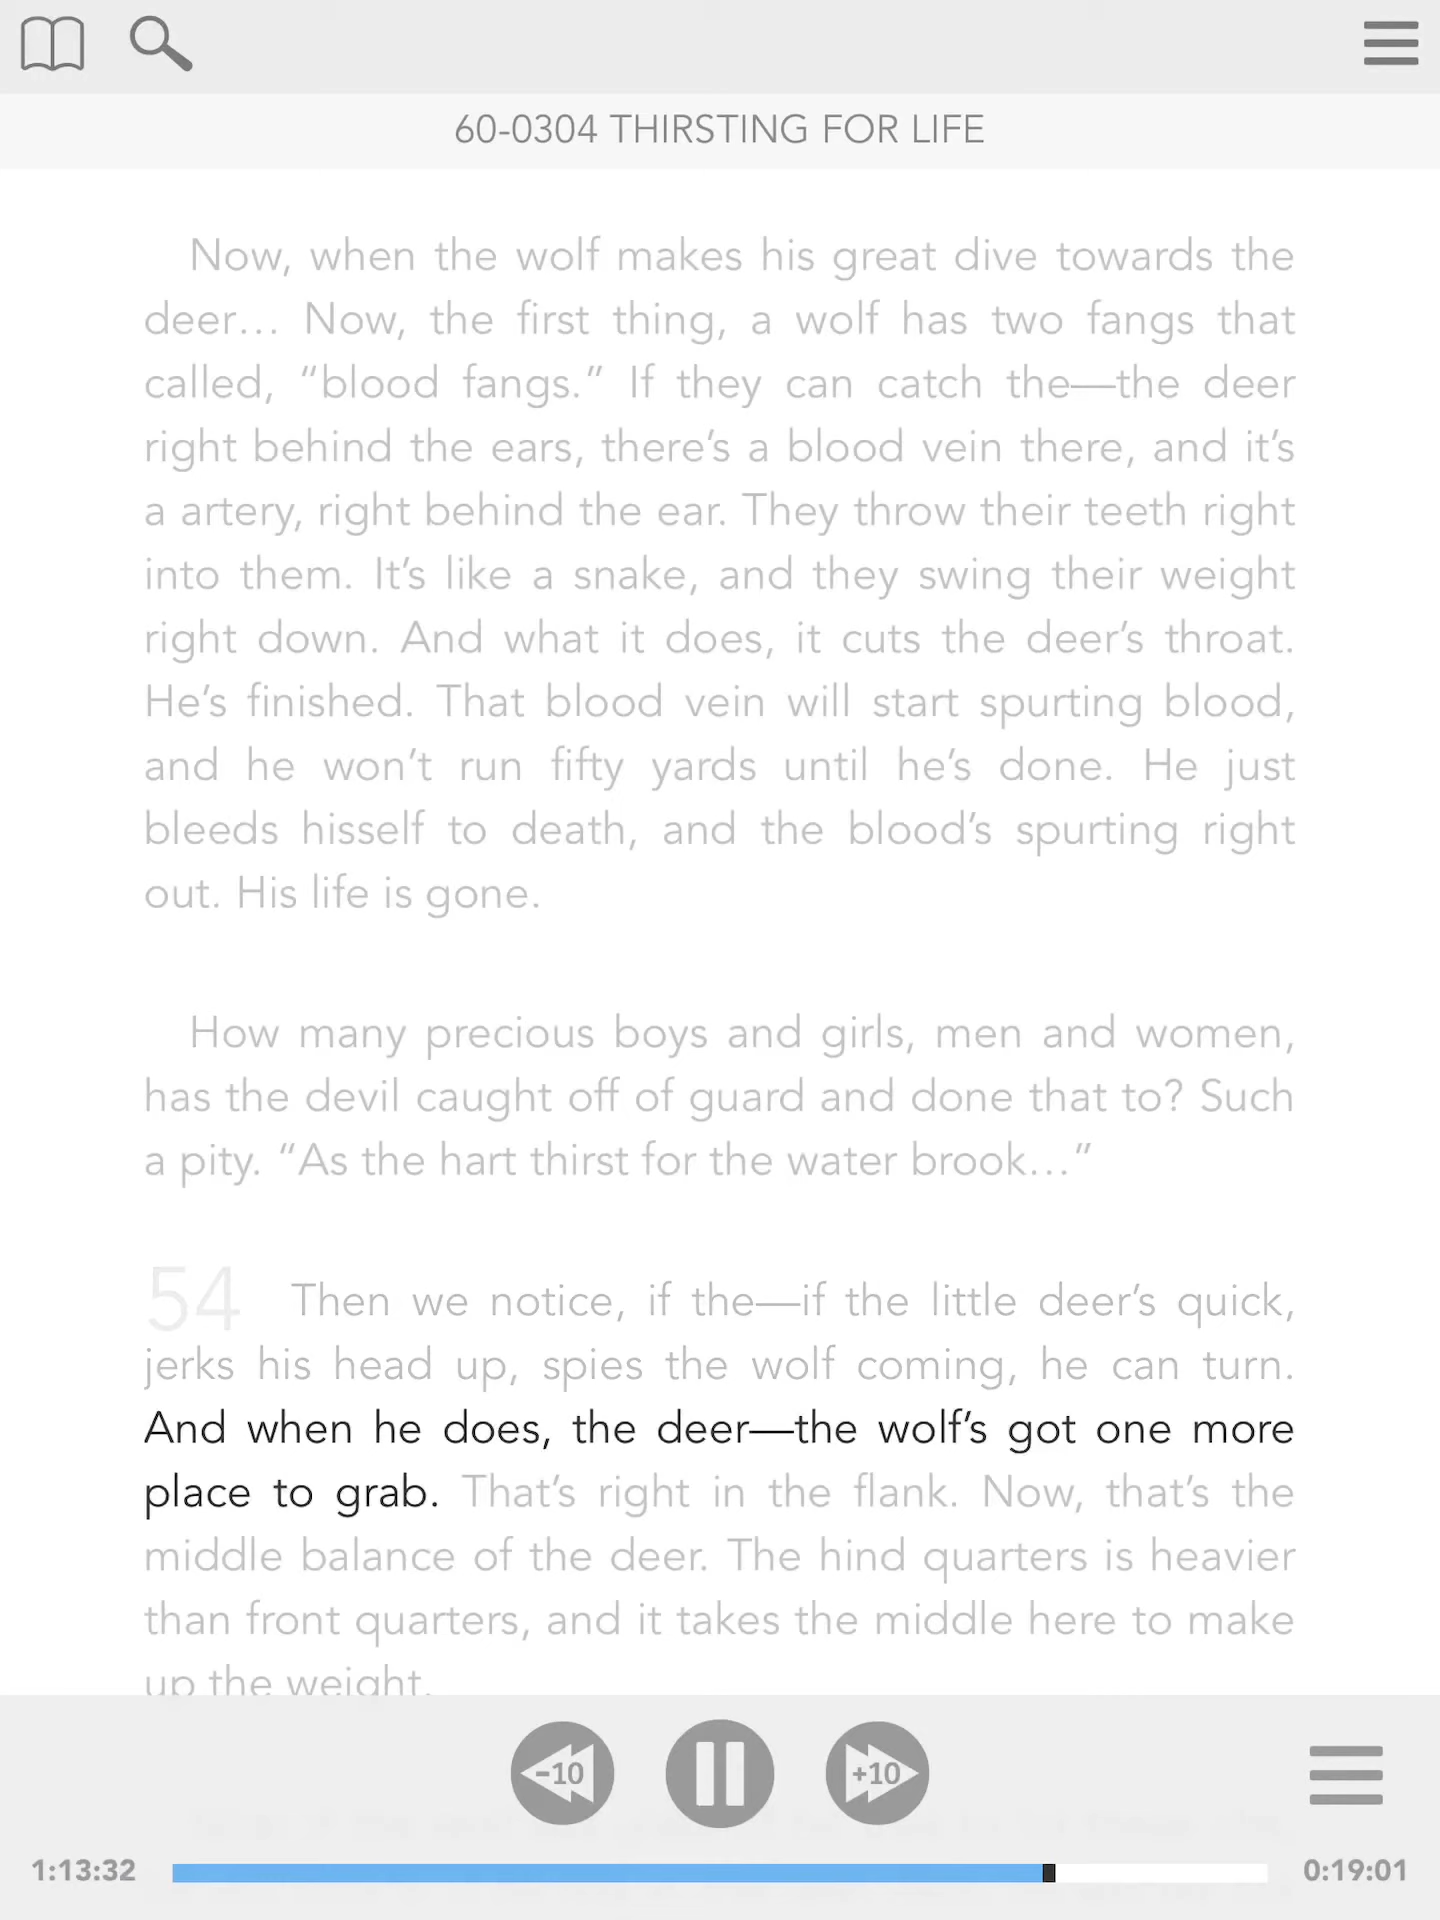 60-0304 THIRSTING FOR LIFE
Now, when the wolf makes his great dive towards the
deer… Now, the first thing, a wolf has two fangs that
called, “blood fangs.” If they can catch the—the deer
right behind the ears, there’s a blood vein there, and it’s
a artery, right behind the ear. They throw their teeth right
into them. It’s like a snake, and they swing their weight
right down. And what it does, it cuts the deer’s throat.
He’s finished. That blood vein will start spurting blood,
and he won’t run fifty yards until he’s done. He just
bleeds hisself to death, and the blood’s spurting right
out. His life is gone.
How many precious boys and girls, men and women,
has the devil caught off of guard and done that to? Such
a pity. “As the hart thirst for the water brook…”
54 Then we notice, if the—if the little deer’s quick,
jerks his head up, spies the wolf coming, he can turn.
And when he does, the deer—the wolf’s got one more
place to grab. That’s right in the flank. Now, that’s the
middle balance of the deer. The hind quarters is heavier
than front quarters, and it takes the middle here to make
up the weight.
-10 +10
1:13:32 0:19:01